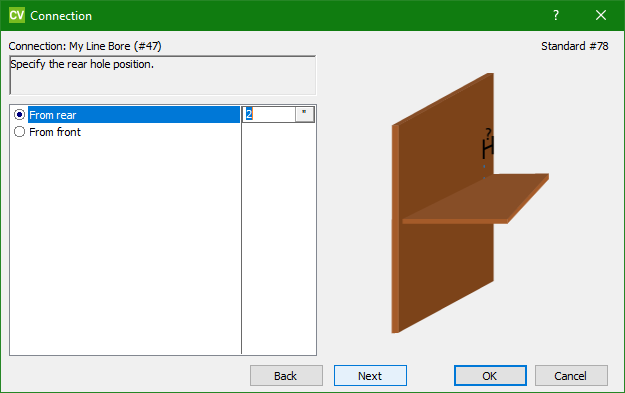 CV Connection ? ×
Connection: My Line Bore (#47) Standard #78
Specify the rear hole position.
From rear 2 "
From front
?
H
Back Next OK Cancel